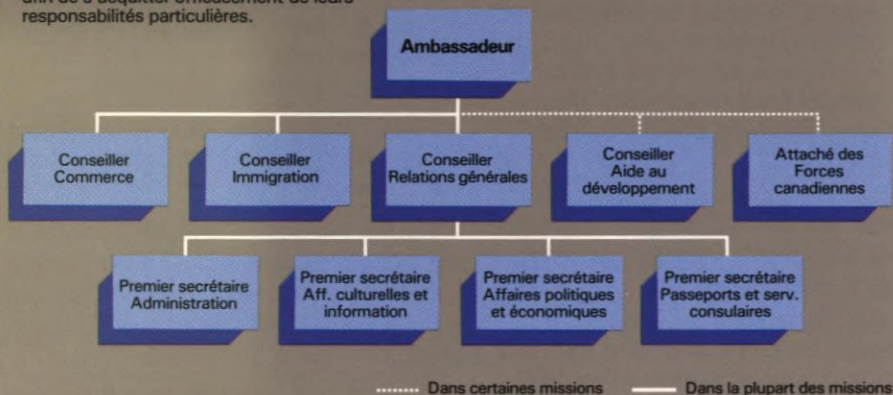 responsabilités particulières.
Ambassadeur
Conseiller
Commerce
Conseiller
Immigration
Conseiller
Relations générales
Conseiller
Aide au
développement
Attaché des
Forces
canadiennes
Premier secrétaire
Administration
Premier secrétaire
Aff. culturelles et
information
Premier secrétaire
Affaires politiques
et économiques
Premier secrétaire
Passeports et serv.
consulaires
Dans certaines missions
Dans la plupart des missions